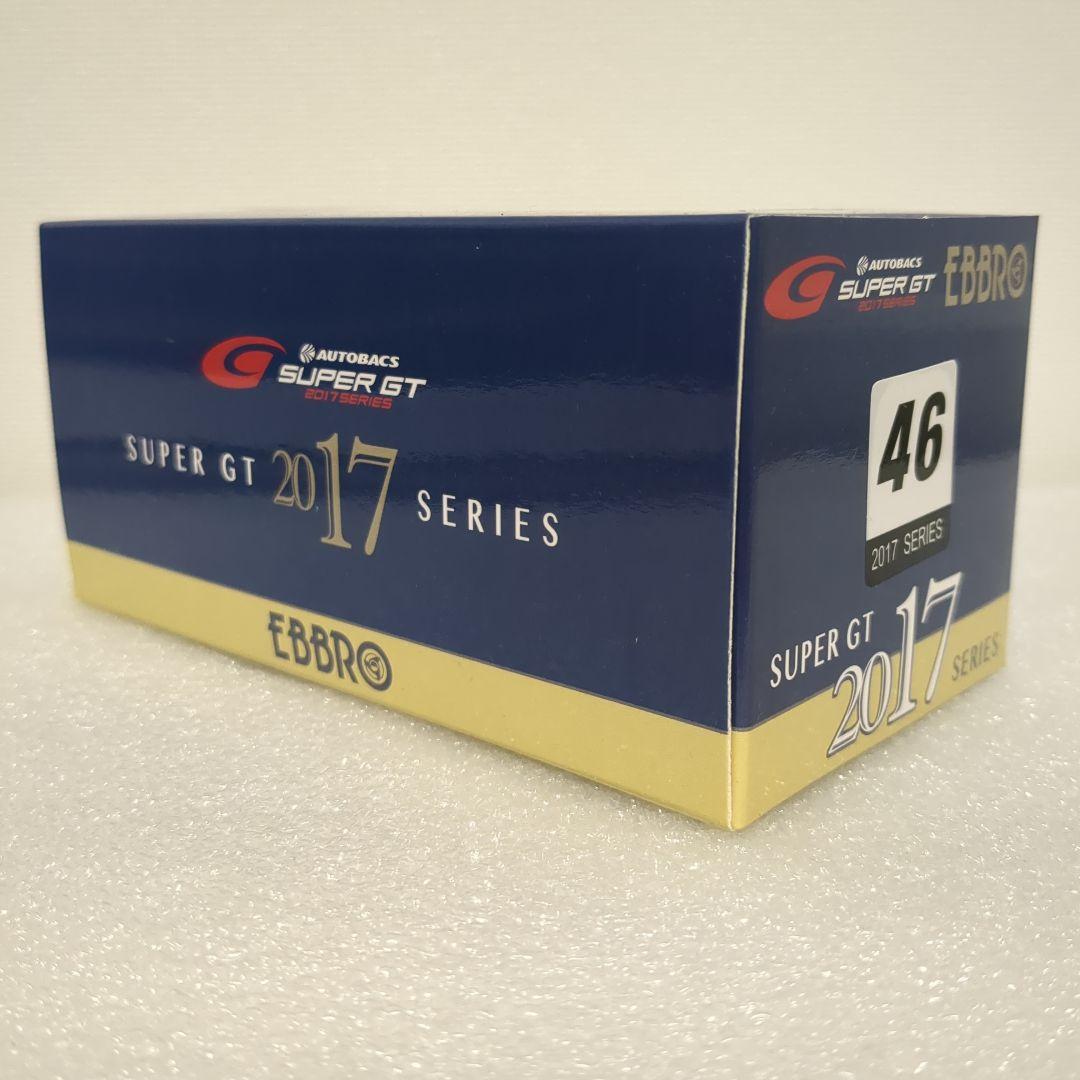 AUTOBACS
SUPER GT
2017 SERIES
SUPER GT 2017 SERIES
EBBRO
AUTOBACS
SUPER GT
2017 SERIES
EBBRO
46
2017 SERIES
SUPER GT 2017 SERIES